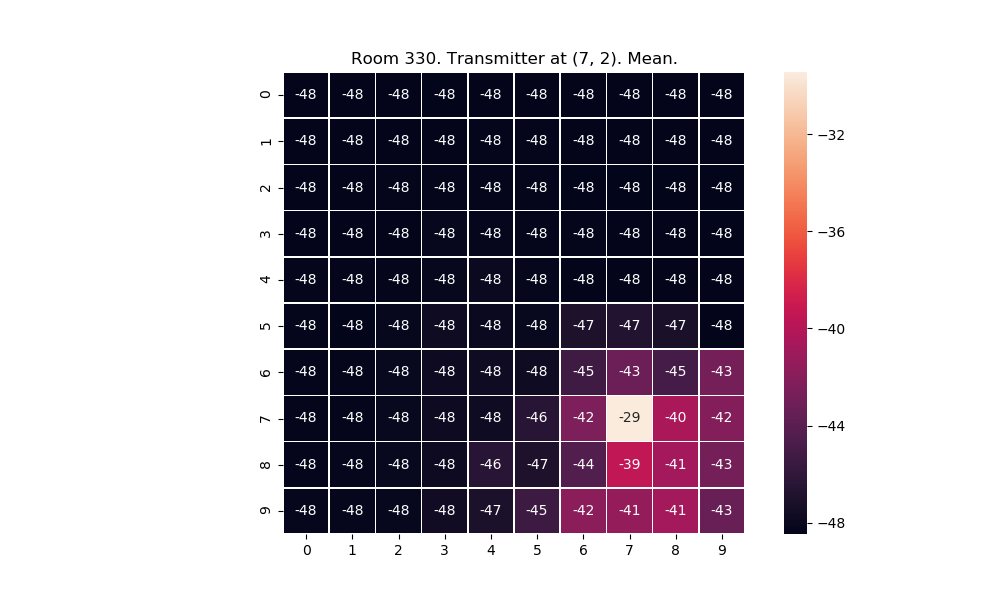 Room 330. Transmitter at (7, 2). Mean.
0 -48 -48 -48 -48 -48 -48 -48 -48 -48 -48
1 -48 -48 -48 -48 -48 -48 -48 -48 -48 -48
−32
2 -48 -48 -48 -48 -48 -48 -48 -48 -48 -48
3 -48 -48 -48 -48 -48 -48 -48 -48 -48 -48
−36
4 -48 -48 -48 -48 -48 -48 -48 -48 -48 -48
5 -48 -48 -48 -48 -48 -48 -47 -47 -47 -48
−40
6 -48 -48 -48 -48 -48 -48 -45 -43 -45 -43
7 -48 -48 -48 -48 -48 -46 -42 -29 -40 -42
−44
8 -48 -48 -48 -48 -46 -47 -44 -39 -41 -43
9 -48 -48 -48 -48 -47 -45 -42 -41 -41 -43
−48
0 1 2 3 4 5 6 7 8 9